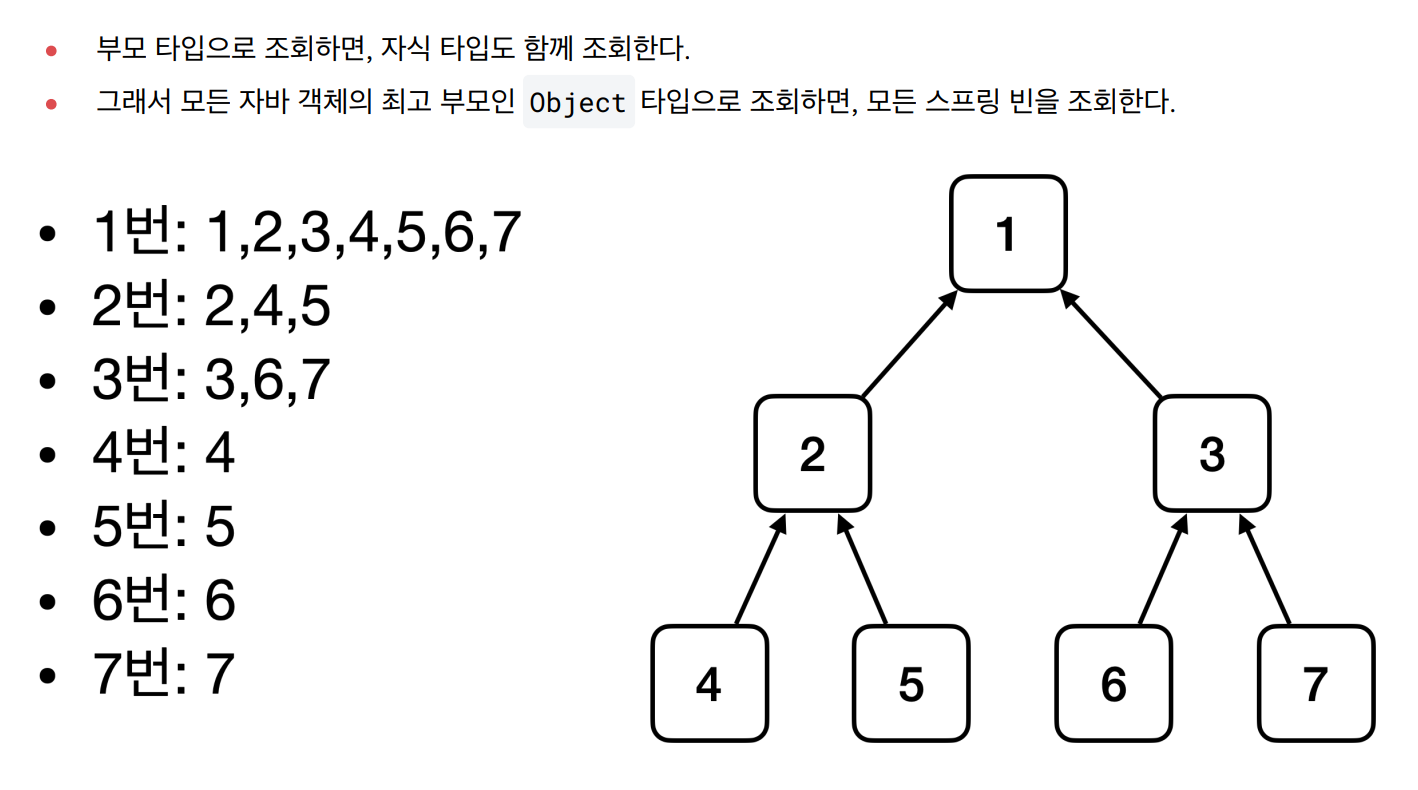 부모 타입으로 조회하면, 자식 타입도 함께 조회한다.
그래서 모든 자바 객체의 최고 부모인 Object 타입으로 조회하면, 모든 스프링 빈을 조회한다.
1번: 1,2,3,4,5,6,7
2번: 2,4,5
3번: 3,6,7
4번: 4
5번: 5
6번: 6
7번: 7
1
2 3
4 5 6 7